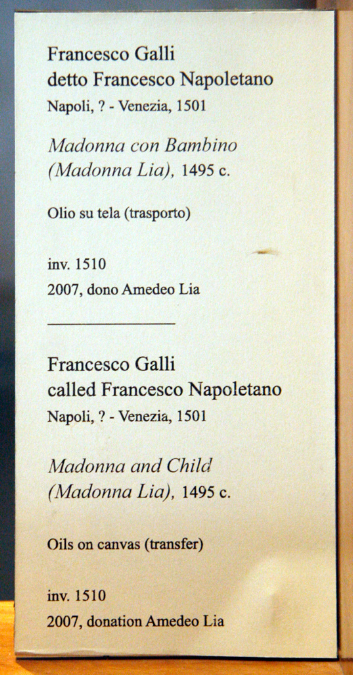 Francesco Galli
detto Francesco Napoletano
Napoli, ? - Venezia, 1501
Madonna con Bambino
(Madonna Lia), 1495 c.
Olio su tela (trasporto)
inv. 1510
2007, dono Amedeo Lia
Francesco Galli
called Francesco Napoletano
Napoli, ? - Venezia, 1501
Madonna and Child
(Madonna Lia), 1495 c.
Oils on canvas (transfer)
inv. 1510
2007, donation Amedeo Lia